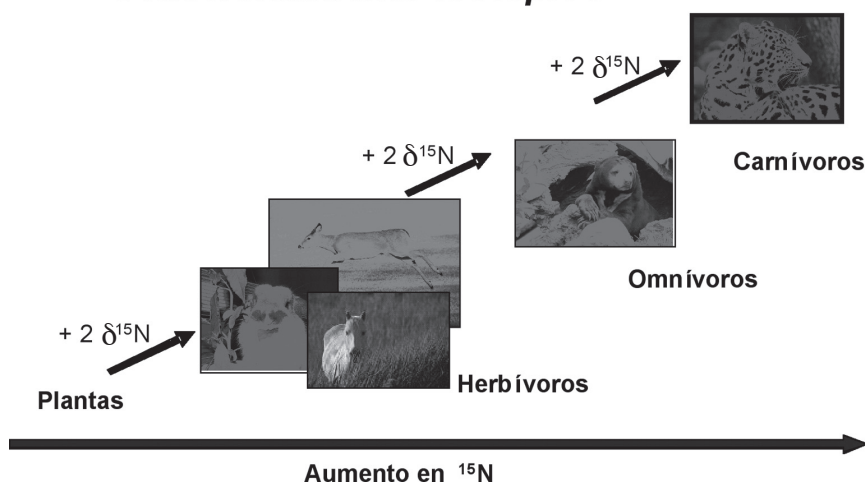 + 2 δ¹⁵N
Carnívoros
+ 2 δ¹⁵N
Omnívoros
+ 2 δ¹⁵N
Herbívoros
Plantas
Aumento en ¹⁵N